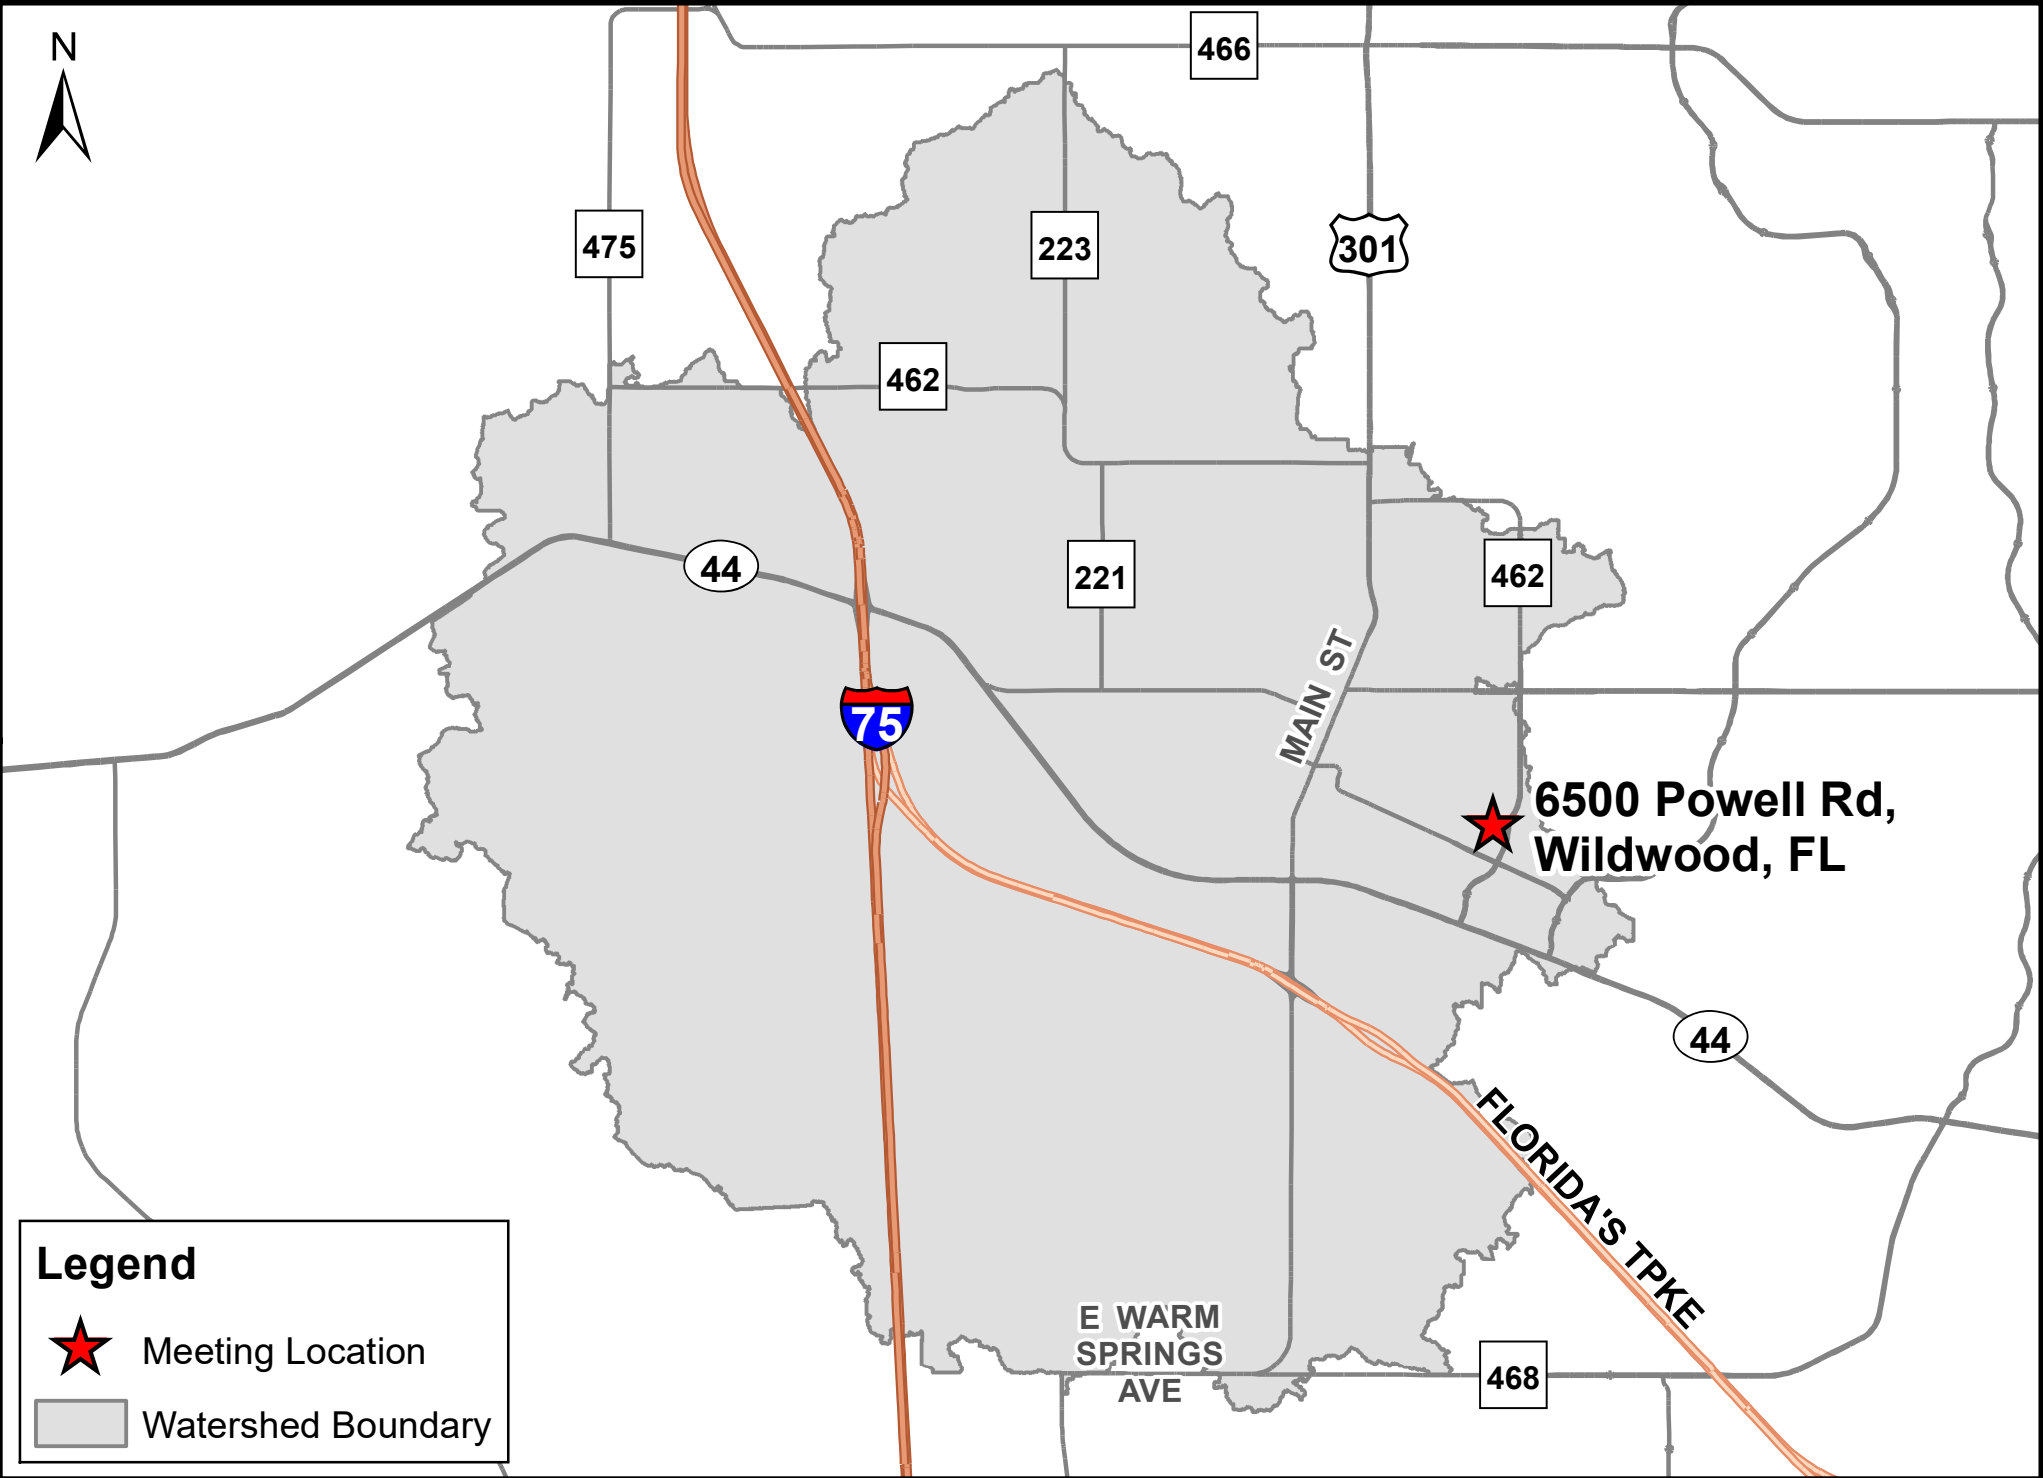 N
466
475
223
301
462
44
221
462
MAIN ST
75
6500 Powell Rd,
Wildwood, FL
44
FLORIDA'S TPKE
E WARM
SPRINGS
AVE
468
Legend
Meeting Location
Watershed Boundary